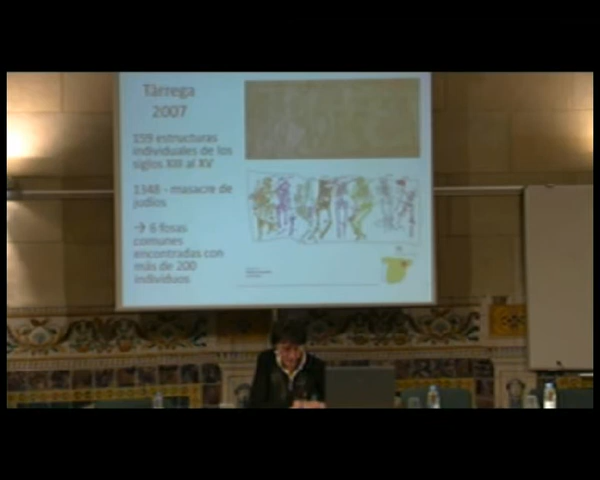 Tàrrega
2007
159 estructuras
individuales de los
siglos XIII al XV
1348 - masacre de
judíos
→ 6 fosas
comunes
encontradas con
más de 200
individuos